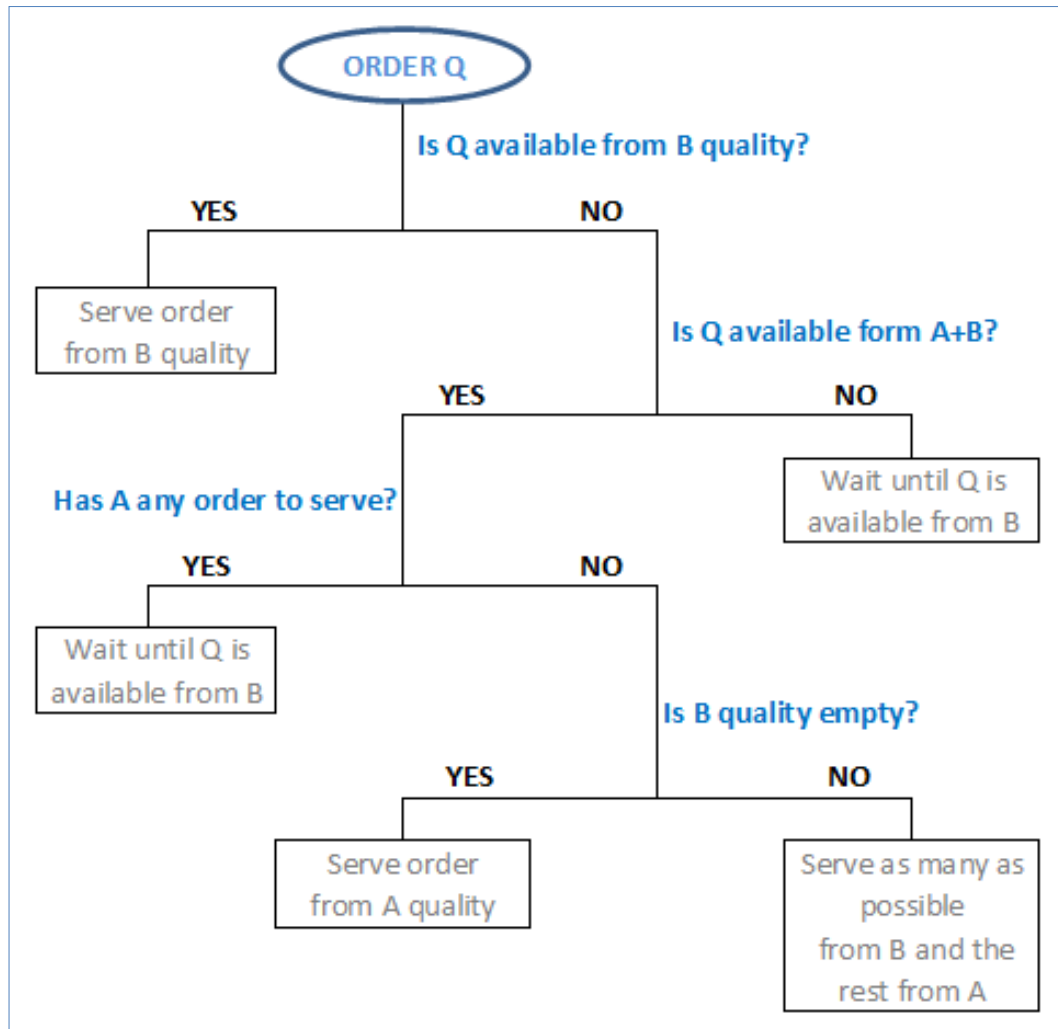 ORDER Q
Is Q available from B quality?
YES
NO
Serve order
from B quality
Is Q available form A+B?
YES
NO
Has A any order to serve?
Wait until Q is
available from B
YES
NO
Wait until Q is
available from B
Is B quality empty?
YES
NO
Serve order
from A quality
Serve as many as
possible
from B and the
rest from A